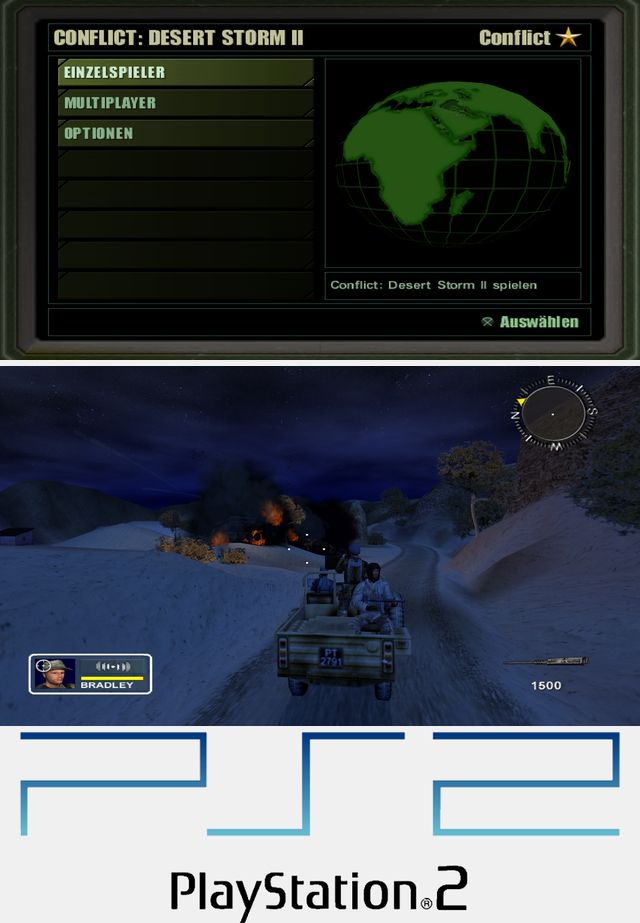 CONFLICT: DESERT STORM II
Conflict
EINZELSPIELER
MULTIPLAYER
OPTIONEN
Conflict: Desert Storm II spielen
Auswählen
E
N
S
W
PT
2791
BRADLEY
1500
PS2
PlayStation®2